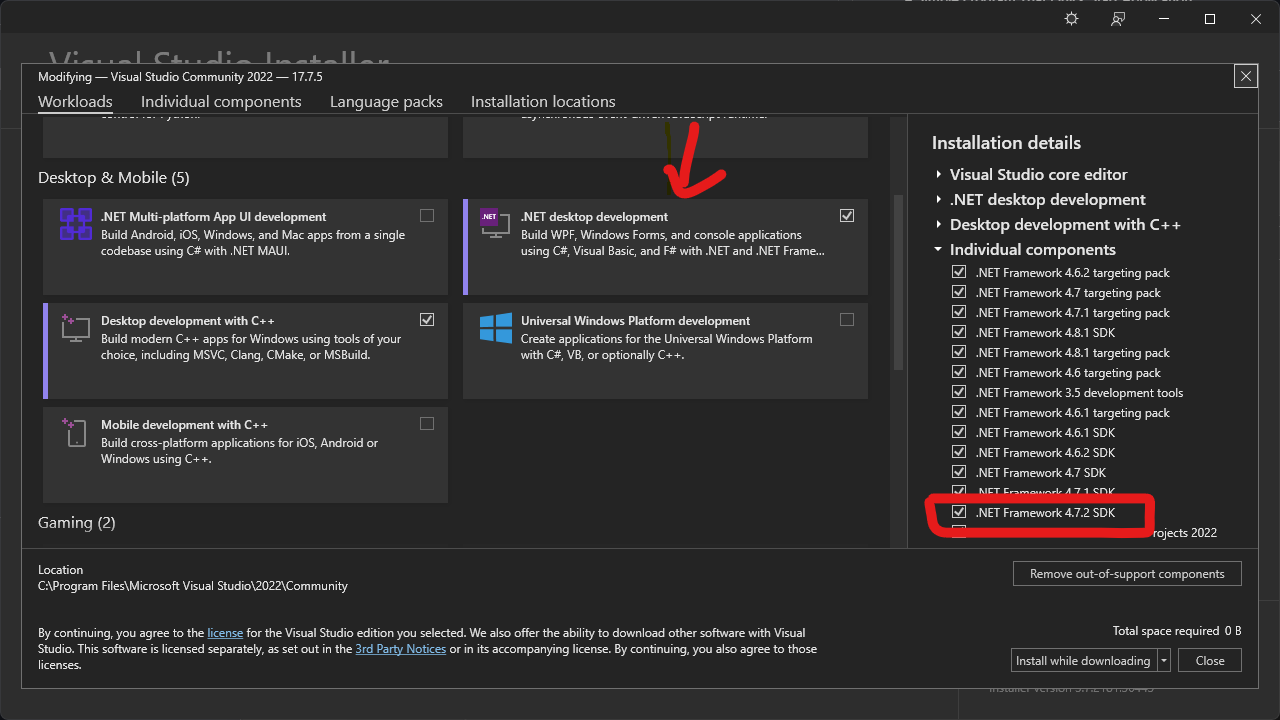 Visual Studio Installer
Modifying — Visual Studio Community 2022 — 17.7.5
Workloads Individual components Language packs Installation locations
Desktop & Mobile (5)
.NET Multi-platform App UI development
Build Android, iOS, Windows, and Mac apps from a single
codebase using C# with .NET MAUI.
.NET
.NET desktop development
Build WPF, Windows Forms, and console applications
using C#, Visual Basic, and F# with .NET and .NET Frame...
Desktop development with C++
Build modern C++ apps for Windows using tools of your
choice, including MSVC, Clang, CMake, or MSBuild.
Universal Windows Platform development
Create applications for the Universal Windows Platform
with C#, VB, or optionally C++.
Mobile development with C++
Build cross-platform applications for iOS, Android or
Windows using C++.
Gaming (2)
Installation details
Visual Studio core editor
.NET desktop development
Desktop development with C++
Individual components
.NET Framework 4.6.2 targeting pack
.NET Framework 4.7 targeting pack
.NET Framework 4.7.1 targeting pack
.NET Framework 4.8.1 SDK
.NET Framework 4.8.1 targeting pack
.NET Framework 4.6 targeting pack
.NET Framework 3.5 development tools
.NET Framework 4.6.1 targeting pack
.NET Framework 4.6.1 SDK
.NET Framework 4.6.2 SDK
.NET Framework 4.7 SDK
.NET Framework 4.7.1 SDK
.NET Framework 4.7.2 SDK
rojects 2022
Location
C:\Program Files\Microsoft Visual Studio\2022\Community
Remove out-of-support components
By continuing, you agree to the license for the Visual Studio edition you selected. We also offer the ability to download other software with Visual
Studio. This software is licensed separately, as set out in the 3rd Party Notices or in its accompanying license. By continuing, you also agree to those
licenses.
Total space required 0 B
Install while downloading
Close